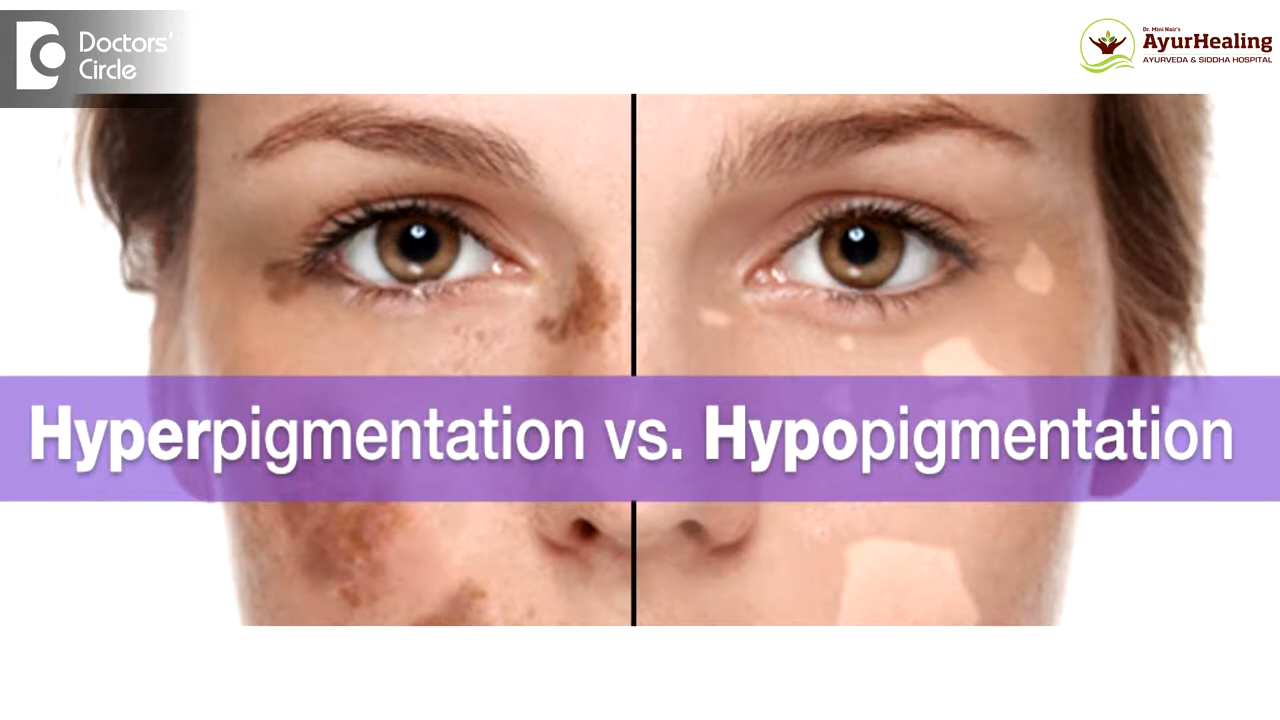 Doctors'
Circle
Dr. Mini Nair's
AyurHealing
AYURVEDA & SIDDHA HOSPITAL
Hyperpigmentation vs. Hypopigmentation